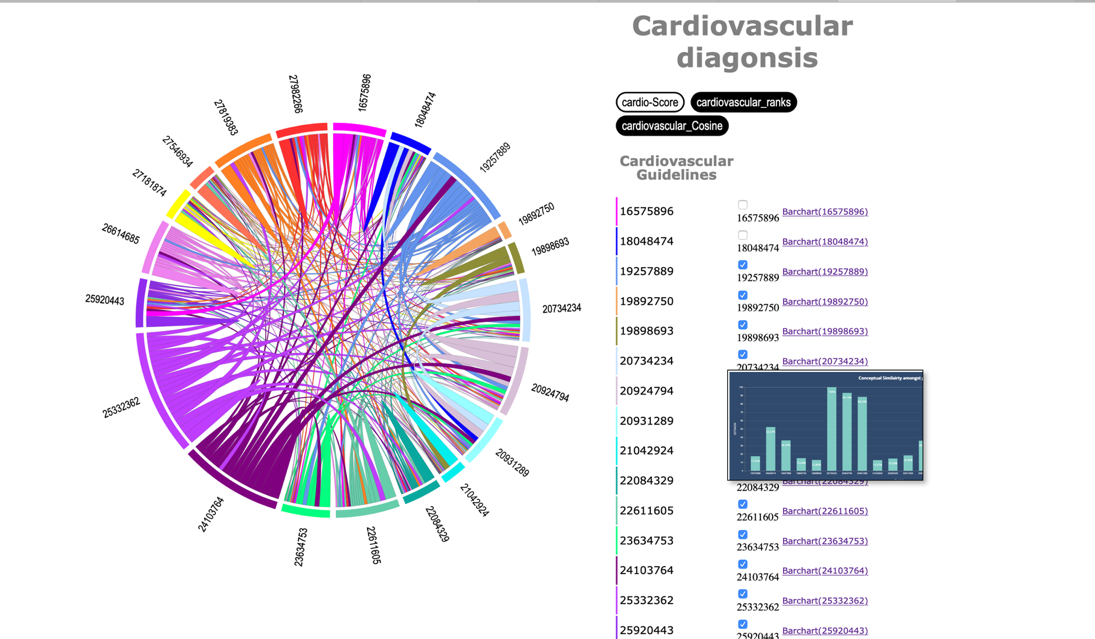 Cardiovascular
diagonsis
cardio-Score
cardiovascular_ranks
cardiovascular_Cosine
Cardiovascular
Guidelines
16575896
16575896
Barchart(16575896)
18048474
18048474
Barchart(18048474)
19257889
19257889
Barchart(19257889)
19892750
19892750
Barchart(19892750)
19898693
19898693
Barchart(19898693)
20734234
20734234
Barchart(20734234)
20924794
20931289
21042924
22084329
22084329
Barchart(22084329)
22611605
22611605
Barchart(22611605)
23634753
23634753
Barchart(23634753)
24103764
24103764
Barchart(24103764)
25332362
25332362
Barchart(25332362)
25920443
25920443
Barchart(25920443)
Conceptual Similairty amongst
27982266
16575896
18048474
19257889
19892750
19898693
20734234
20924794
20931289
21042924
22084329
22611605
23634753
24103764
25332362
25920443
26614685
27181874
27546934
27819383